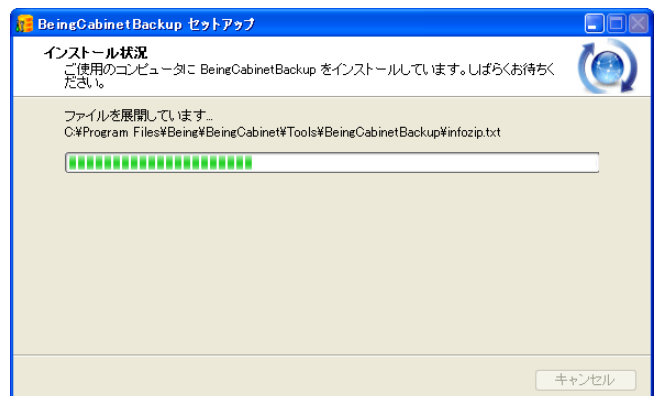 BeingCabinetBackup セットアップ
インストール状況
ご使用のコンピュータに BeingCabinetBackup をインストールしています。しばらくお待ちく
ださい。
ファイルを展開しています...
C:¥Program Files¥Being¥BeingCabinet¥Tools¥BeingCabinetBackup¥infozip.txt
キャンセル